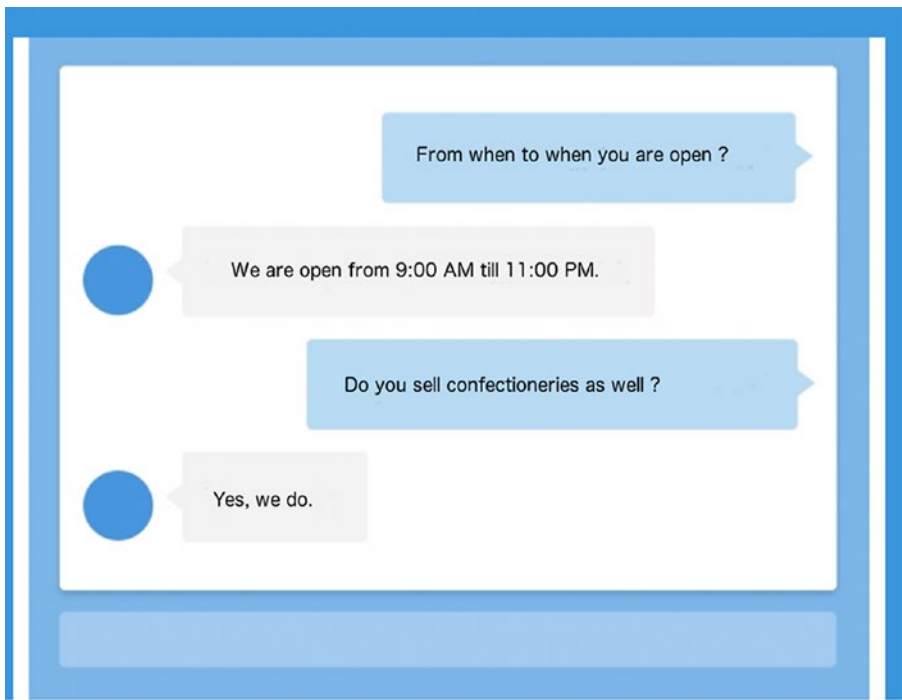 From when to when you are open ?
We are open from 9:00 AM till 11:00 PM.
Do you sell confectioneries as well ?
Yes, we do.